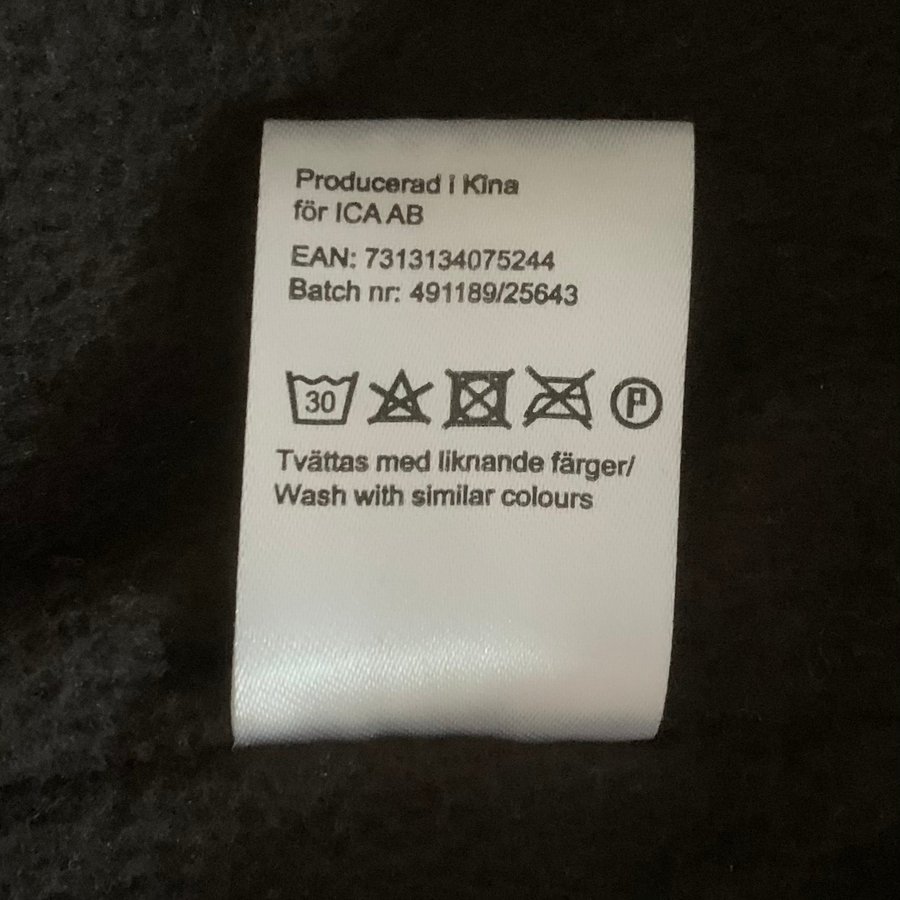 Producerad i Kina
för ICA AB
EAN: 7313134075244
Batch nr: 491189/25643
30 P
Tvättas med liknande färger/
Wash with similar colours